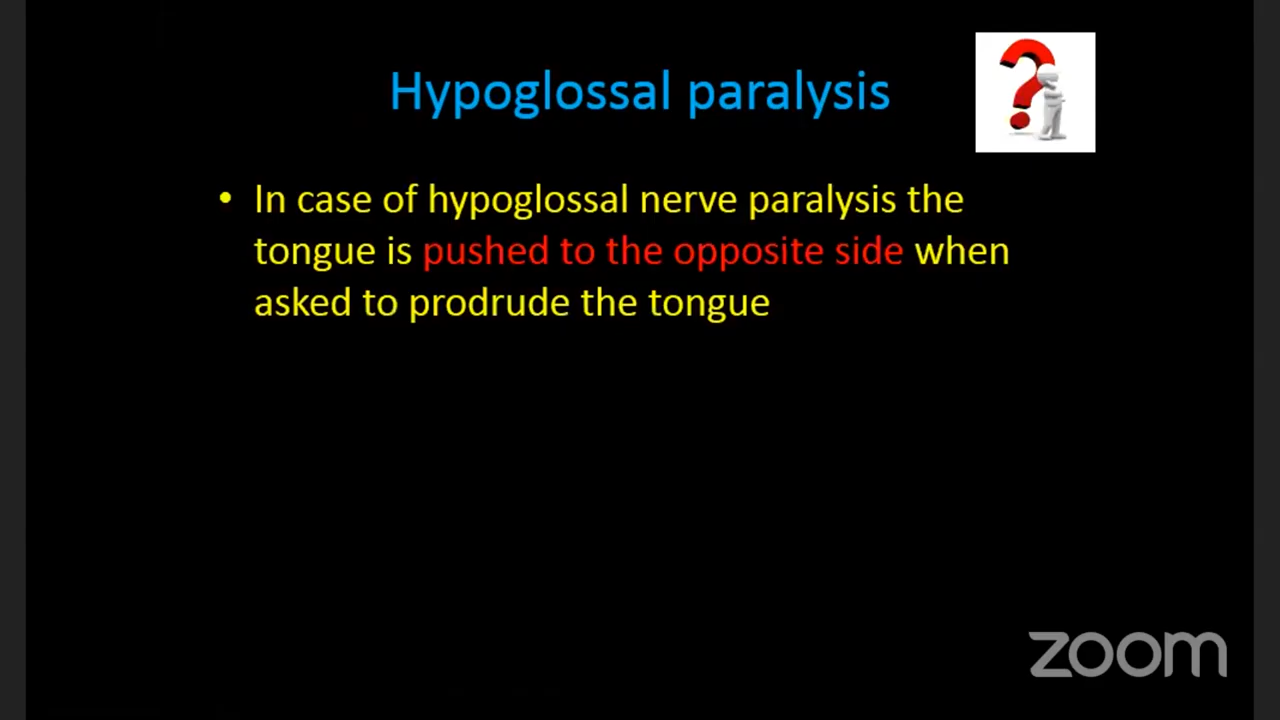 Hypoglossal paralysis
• In case of hypoglossal nerve paralysis the
tongue is pushed to the opposite side when
asked to prodrude the tongue
zoom